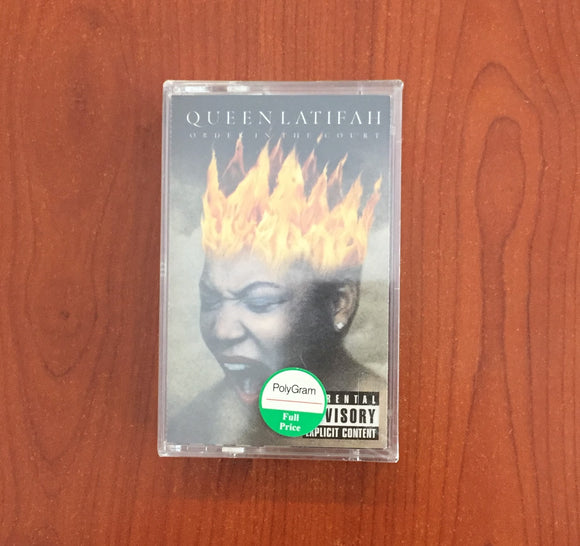 QUEEN LATIFAH
ORDER IN THE COURT
PolyGram
Full
Price
RENTAL
VISORY
EXPLICIT CONTENT